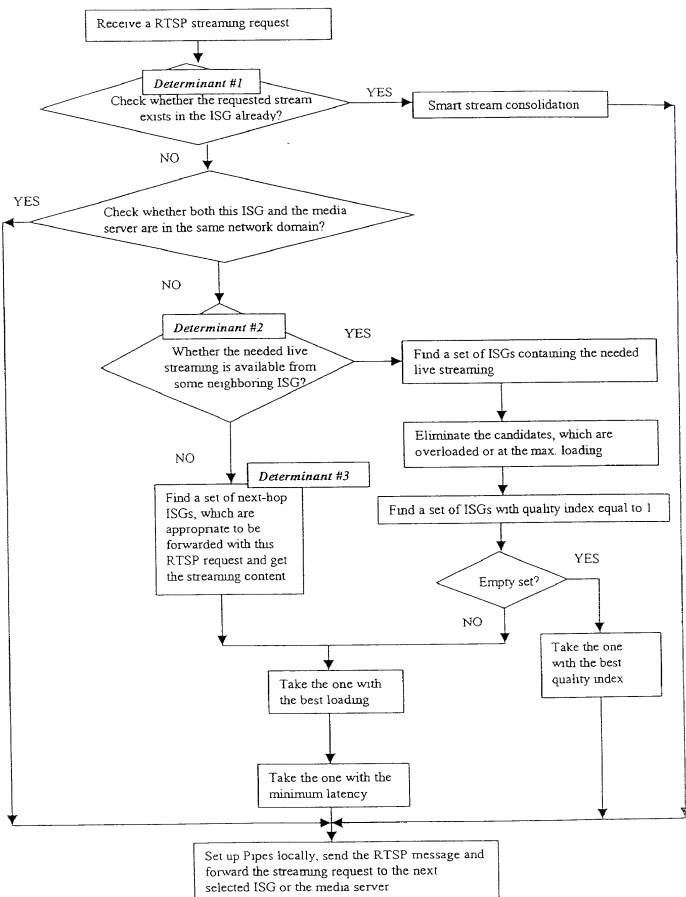 Receive a RTSP streaming request
Determinant #1
Check whether the requested stream
exists in the ISG already?
YES
Smart stream consolidation
NO
YES
Check whether both this ISG and the media
server are in the same network domain?
NO
Determinant #2
YES
Whether the needed live
streaming is available from
some neighboring ISG?
Find a set of ISGs containing the needed
live streaming
Eliminate the candidates, which are
overloaded or at the max. loading
NO
Determinant #3
Find a set of next-hop
ISGs, which are
appropriate to be
forwarded with this
RTSP request and get
the streaming content
Find a set of ISGs with quality index equal to 1
YES
Empty set?
NO
Take the one
with the best
quality index
Take the one with
the best loading
Take the one with the
minimum latency
Set up Pipes locally, send the RTSP message and
forward the streaming request to the next
selected ISG or the media server